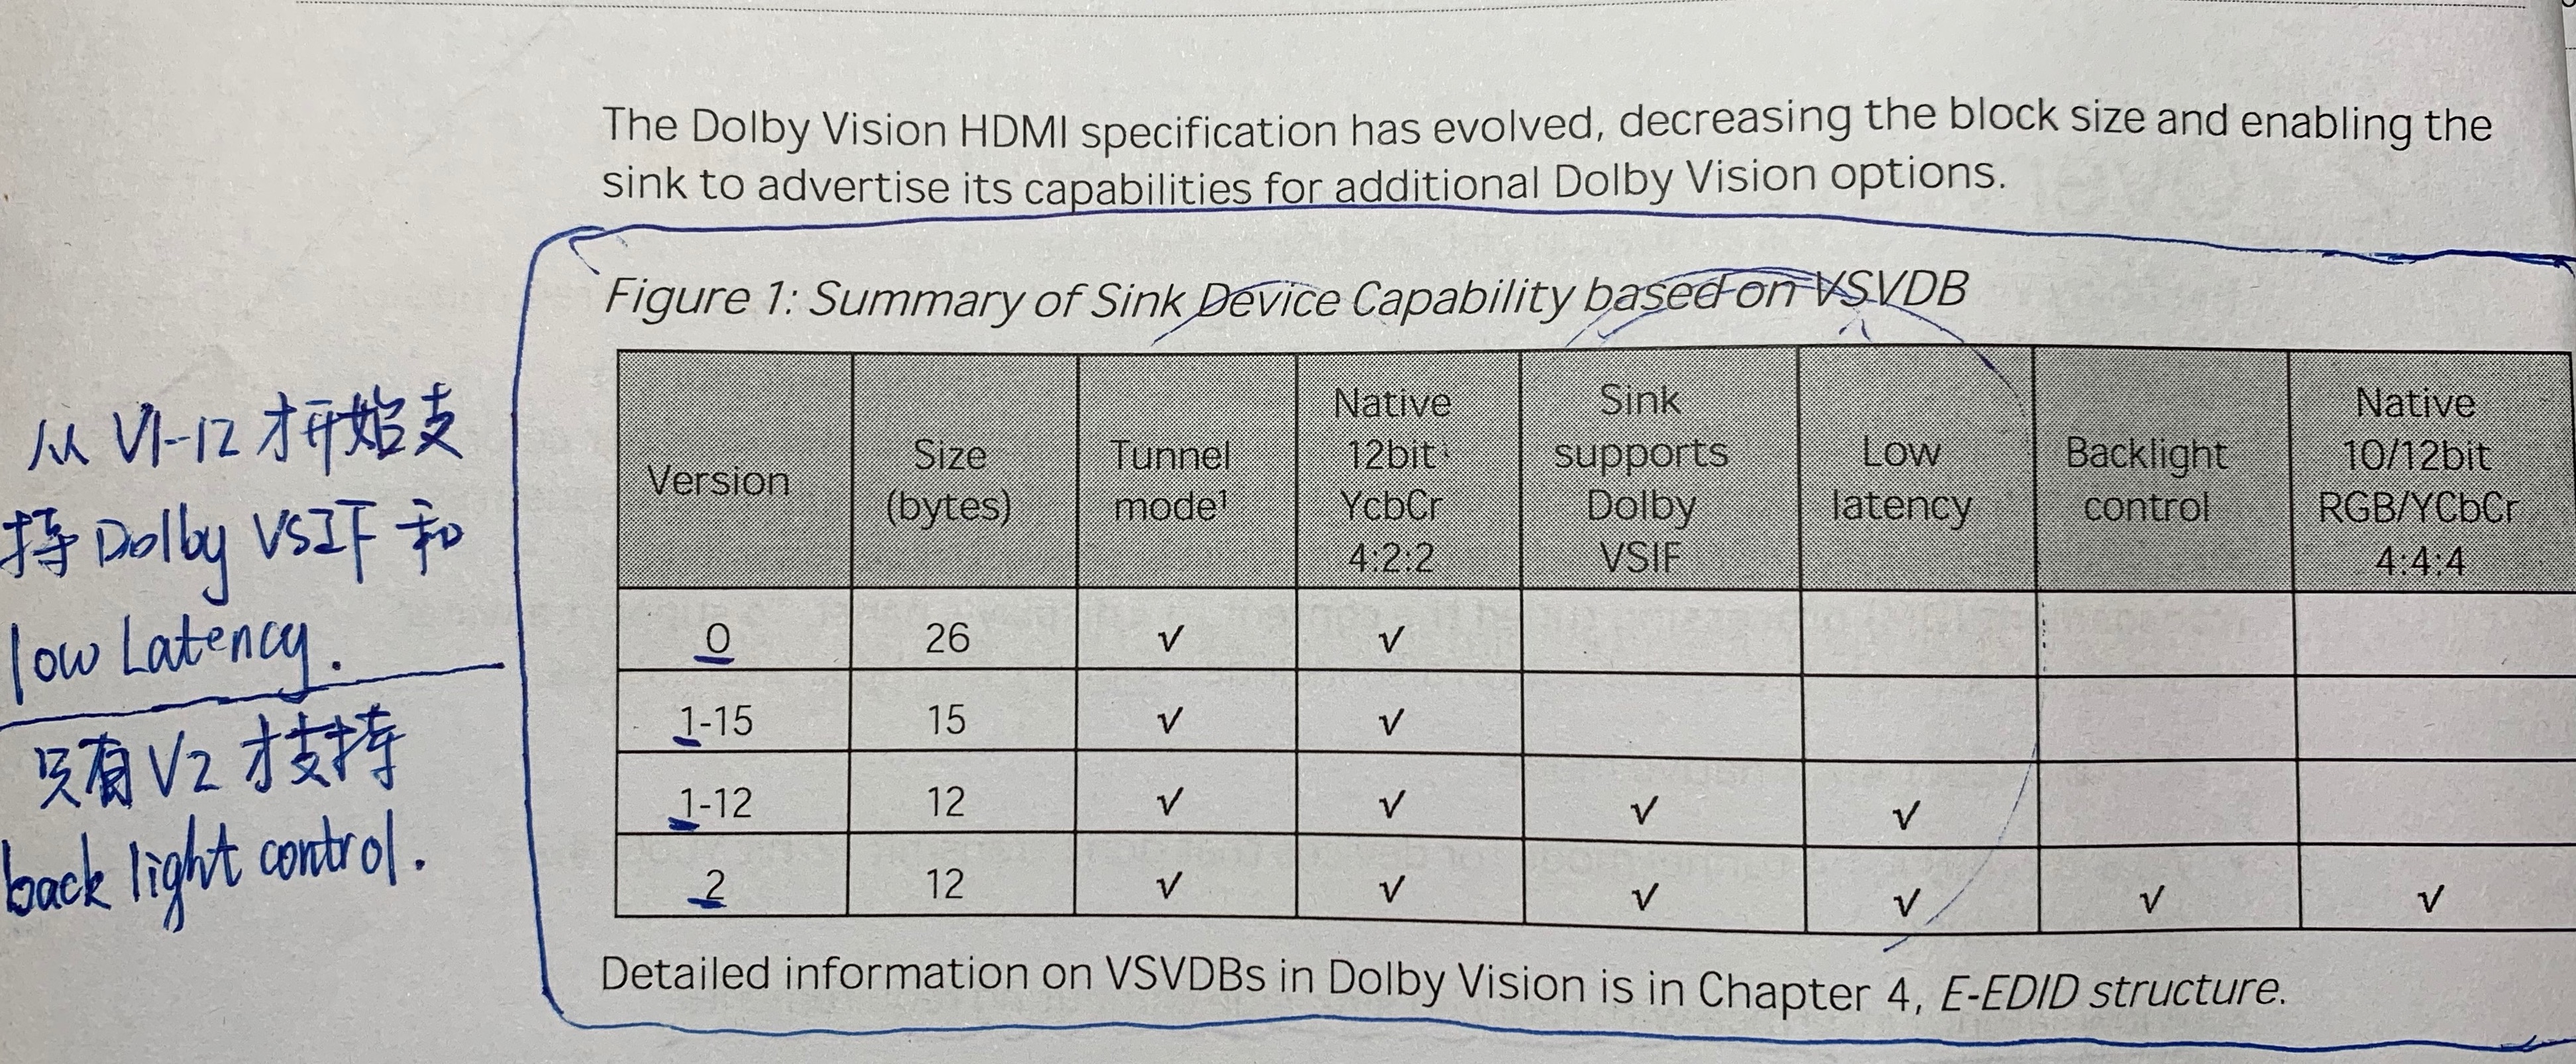 The Dolby Vision HDMI specification has evolved, decreasing the block size and enabling the
sink to advertise its capabilities for additional Dolby Vision options.
Figure 1: Summary of Sink Device Capability based on VSVDB
Version Size (bytes) Tunnel mode¹ Native 12bit YcbCr 4:2:2 Sink supports Dolby VSIF Low latency Backlight control Native 10/12bit RGB/YCbCr 4:4:4
0 26 √ √
1-15 15 √ √
1-12 12 √ √ √ √
2 12 √ √ √ √ √ √
Detailed information on VSVDBs in Dolby Vision is in Chapter 4, E-EDID structure.
从 V1-12 才开始支
持 Dolby VSIF 和
low Latency.
只有 V2 才支持
back light control.